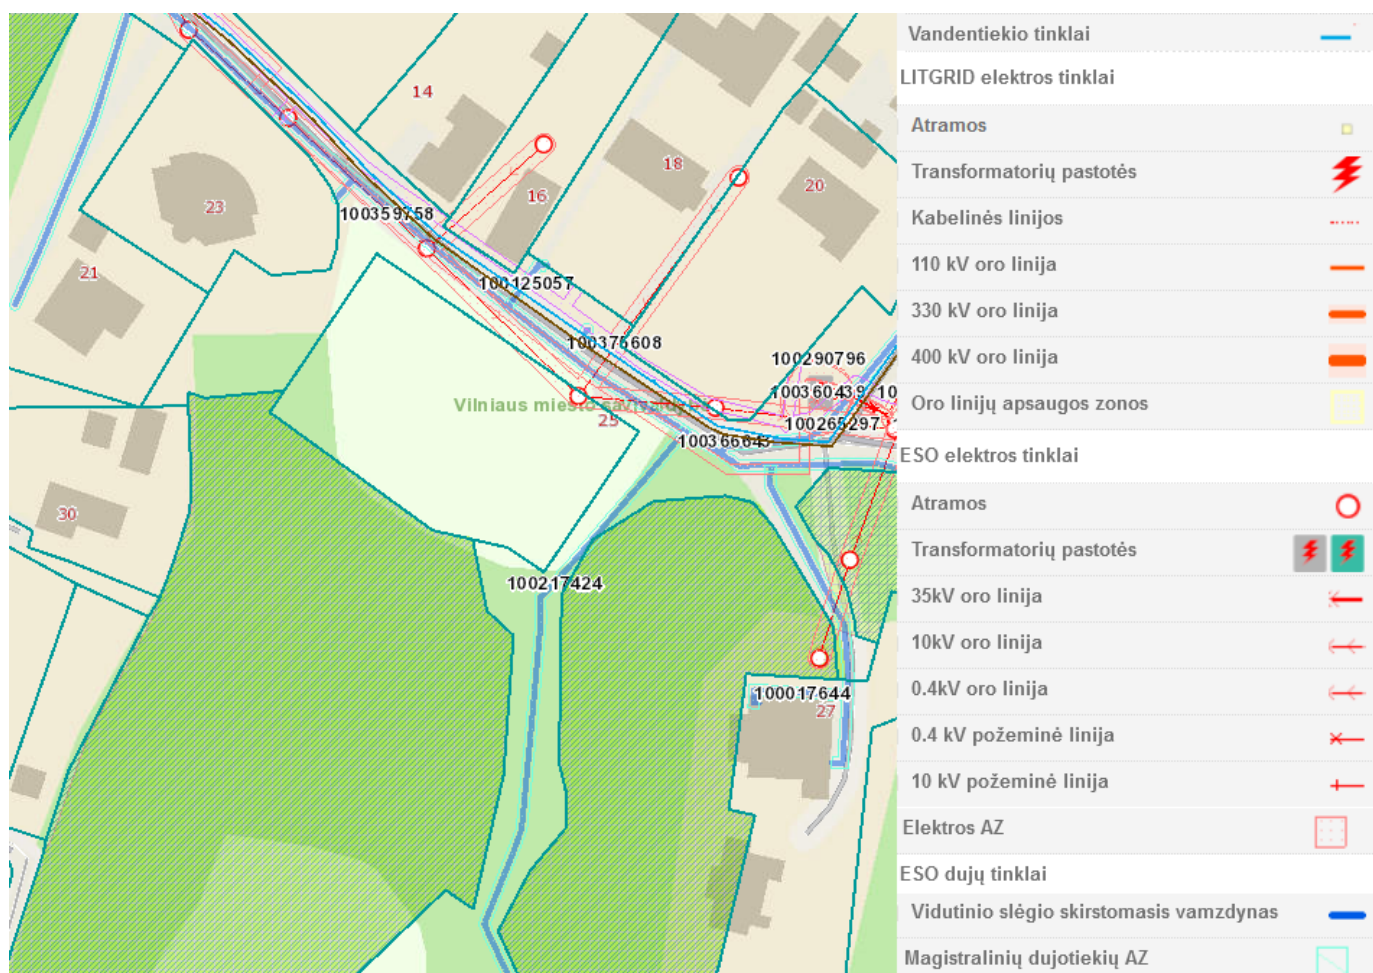 14
16
18
20
23
21
100359758
100125057
100375608
100290796
10036043
10
Vilniaus miesto
25
100265297
100366643
30
100217424
100017644
27
Vandentiekio tinklai
LITGRID elektros tinklai
Atramos
Transformatorių pastotės
Kabelinės linijos
110 kV oro linija
330 kV oro linija
400 kV oro linija
Oro linijų apsaugos zonos
ESO elektros tinklai
Atramos
Transformatorių pastotės
35kV oro linija
10kV oro linija
0.4kV oro linija
0.4 kV požeminė linija
10 kV požeminė linija
Elektros AZ
ESO dujų tinklai
Vidutinio slėgio skirstomasis vamzdynas
Magistralinių dujotiekių AZ